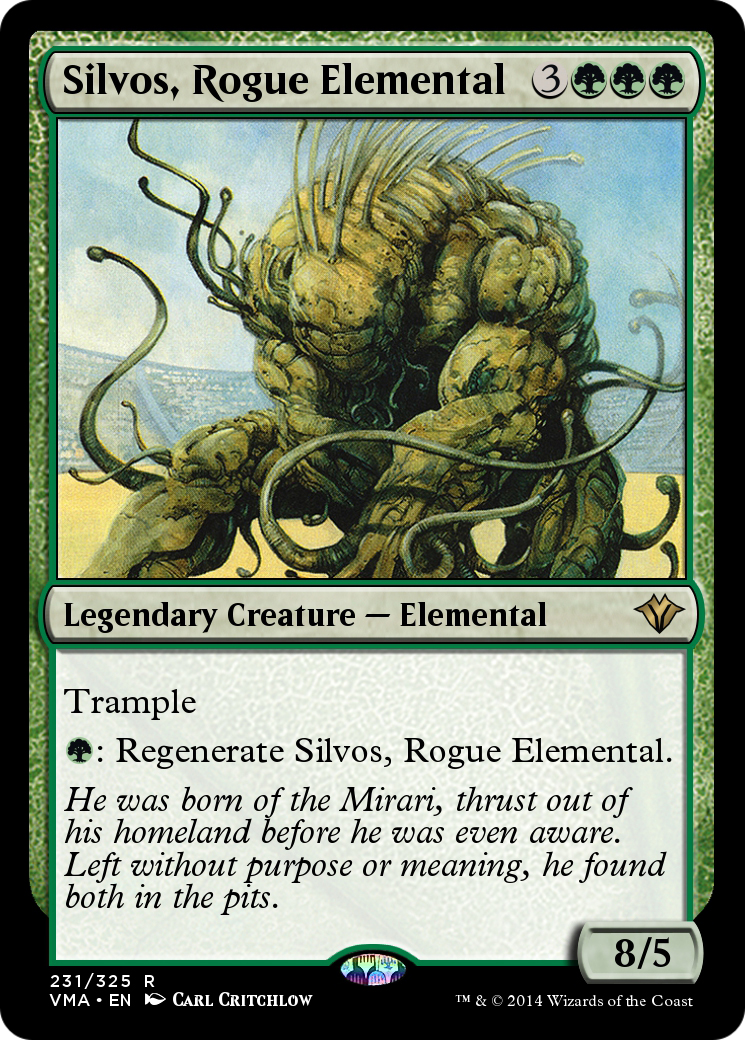 Silvos, Rogue Elemental 3
Legendary Creature — Elemental
Trample
: Regenerate Silvos, Rogue Elemental.
He was born of the Mirari, thrust out of
his homeland before he was even aware.
Left without purpose or meaning, he found
both in the pits.
8/5
231/325 R
VMA • EN Carl Critchlow
™ & © 2014 Wizards of the Coast